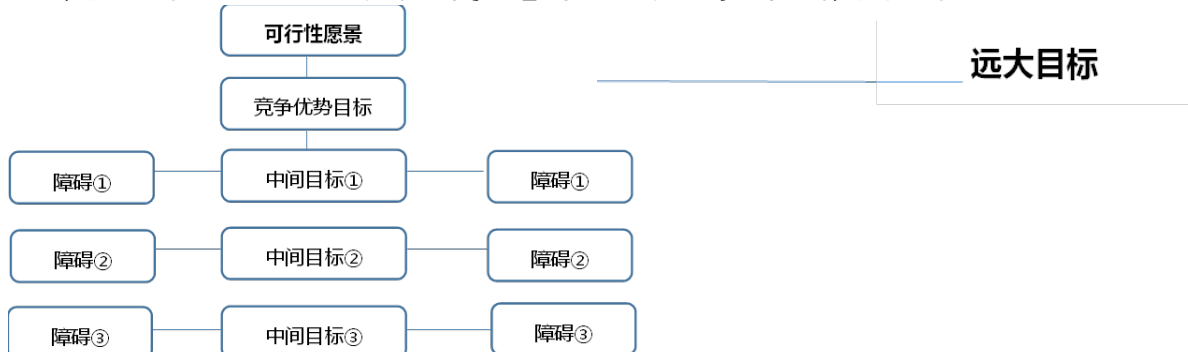 可行性愿景
远大目标
竞争优势目标
障碍① 中间目标① 障碍①
障碍② 中间目标② 障碍②
障碍③ 中间目标③ 障碍③